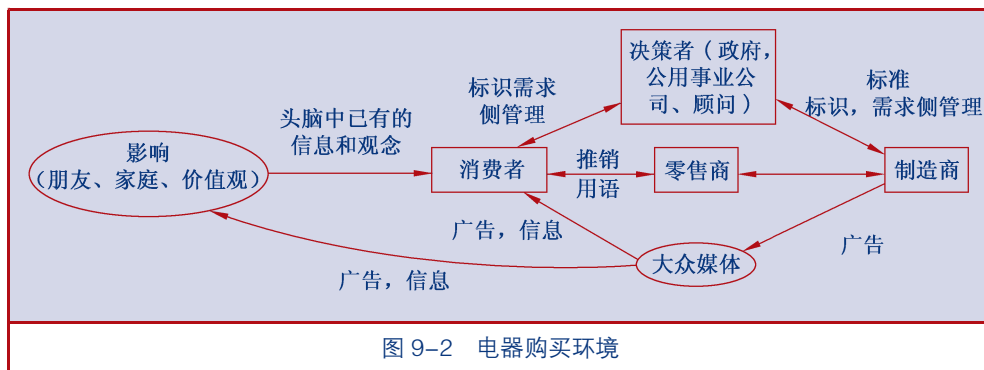 决策者（政府，
公用事业公
司、顾问）
标准
标识，需求侧管理
标识需求
侧管理
头脑中已有的
信息和观念
影响
（朋友、家庭、价值观）
消费者
推销
用语
零售商
制造商
广告，信息
广告
大众媒体
广告，信息
图 9-2 电器购买环境